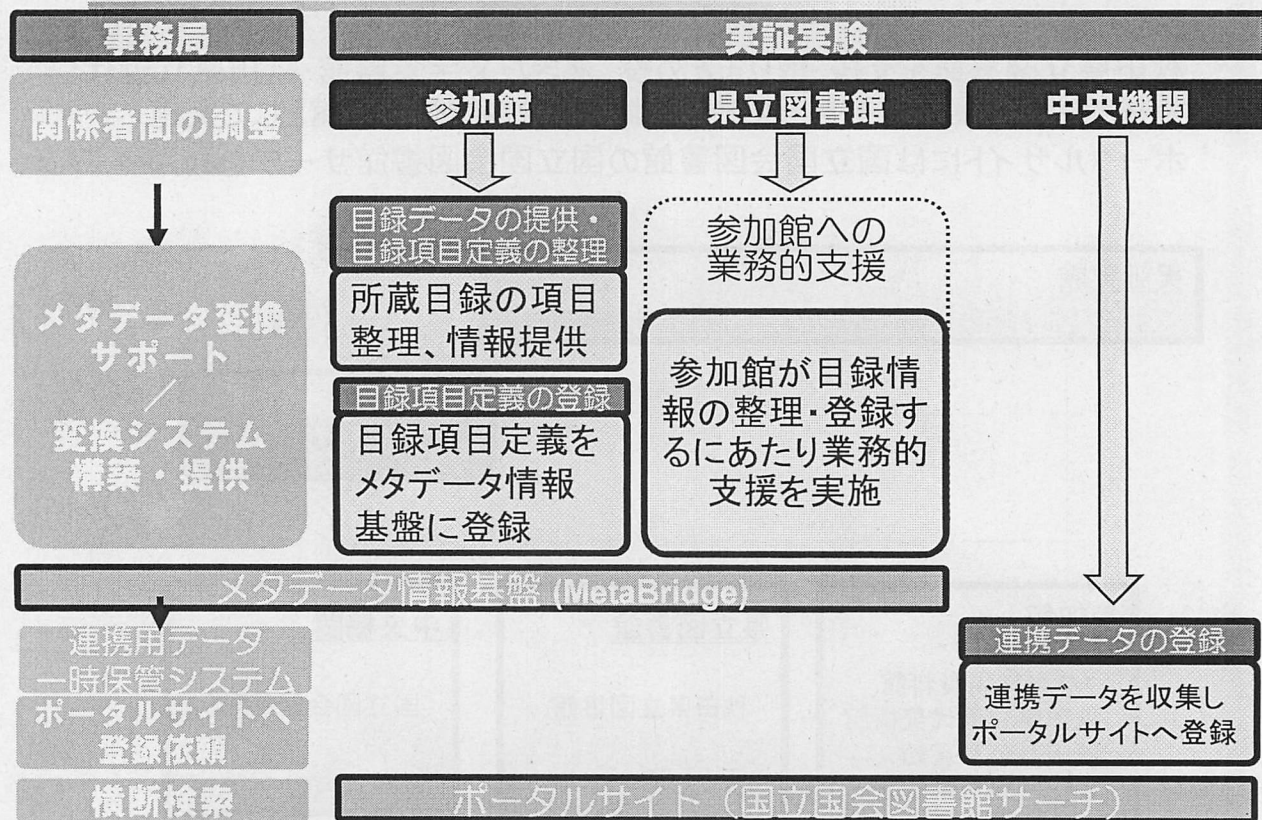 事務局
実証実験
関係者間の調整
参加館
県立図書館
中央機関
目録データの提供・
目録項目定義の整理
所蔵目録の項目
整理、情報提供
目録項目定義の登録
目録項目定義を
メタデータ情報
基盤に登録
参加館への
業務的支援
参加館が目録情
報の整理・登録す
るにあたり業務的
支援を実施
メタデータ変換
サポート
／
変換システム
構築・提供
メタデータ情報基盤 (MetaBridge)
連携用データ
一時保管システム
ポータルサイトへ
登録依頼
連携データの登録
連携データを収集し
ポータルサイトへ登録
横断検索
ポータルサイト（国立国会図書館サーチ）